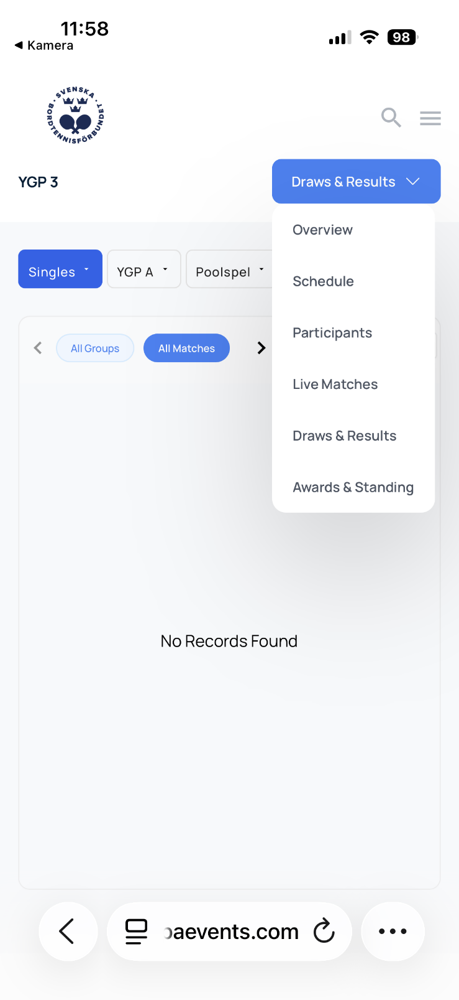 11:58
◀ Kamera
98
SVENSKA
BORDTENNISFÖRBUNDET
YGP 3
Draws & Results
Overview
Schedule
Participants
Live Matches
Draws & Results
Awards & Standing
Singles
YGP A
Poolspel
All Groups
All Matches
No Records Found
aevents.com